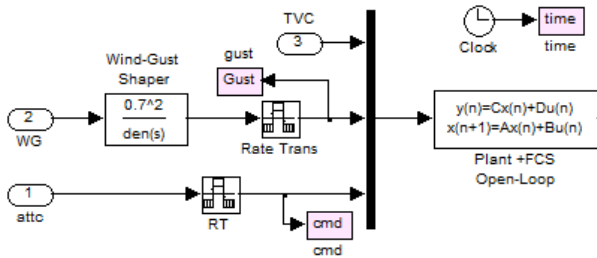 TVC
3
Clock
time
time
Wind-Gust
Shaper
0.7^2
den(s)
gust
Gust
2
WG
Rate Trans
y(n)=Cx(n)+Du(n)
x(n+1)=Ax(n)+Bu(n)
Plant +FCS
Open-Loop
1
attc
RT
cmd
cmd